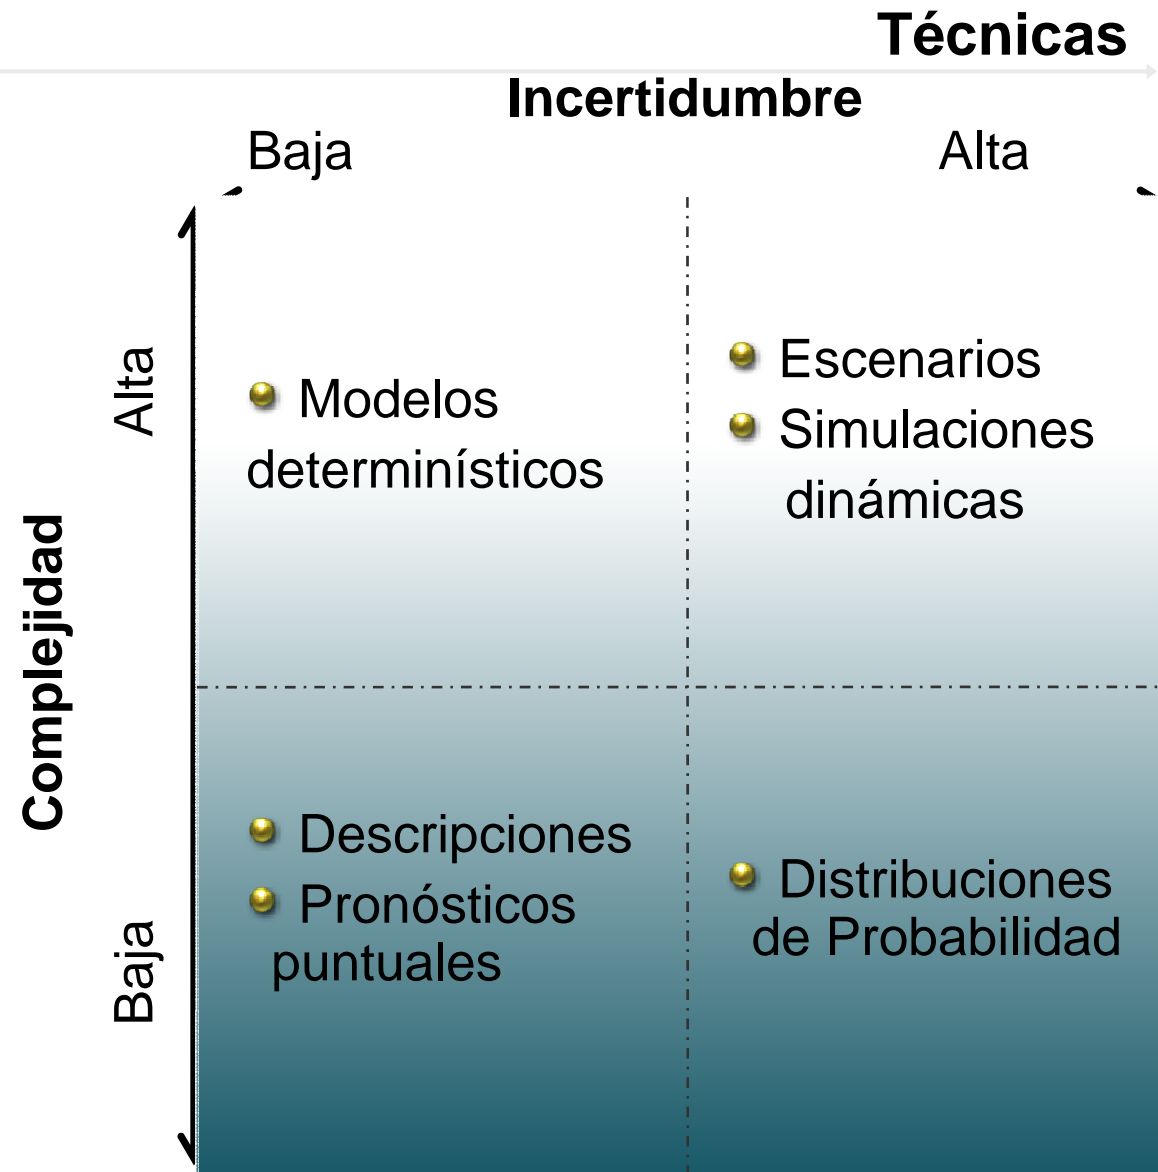 Técnicas
Incertidumbre
Baja
Alta
Complejidad
Alta
Baja
Modelos
determinísticos
Escenarios
Simulaciones
dinámicas
Descripciones
Pronósticos
puntuales
Distribuciones
de Probabilidad